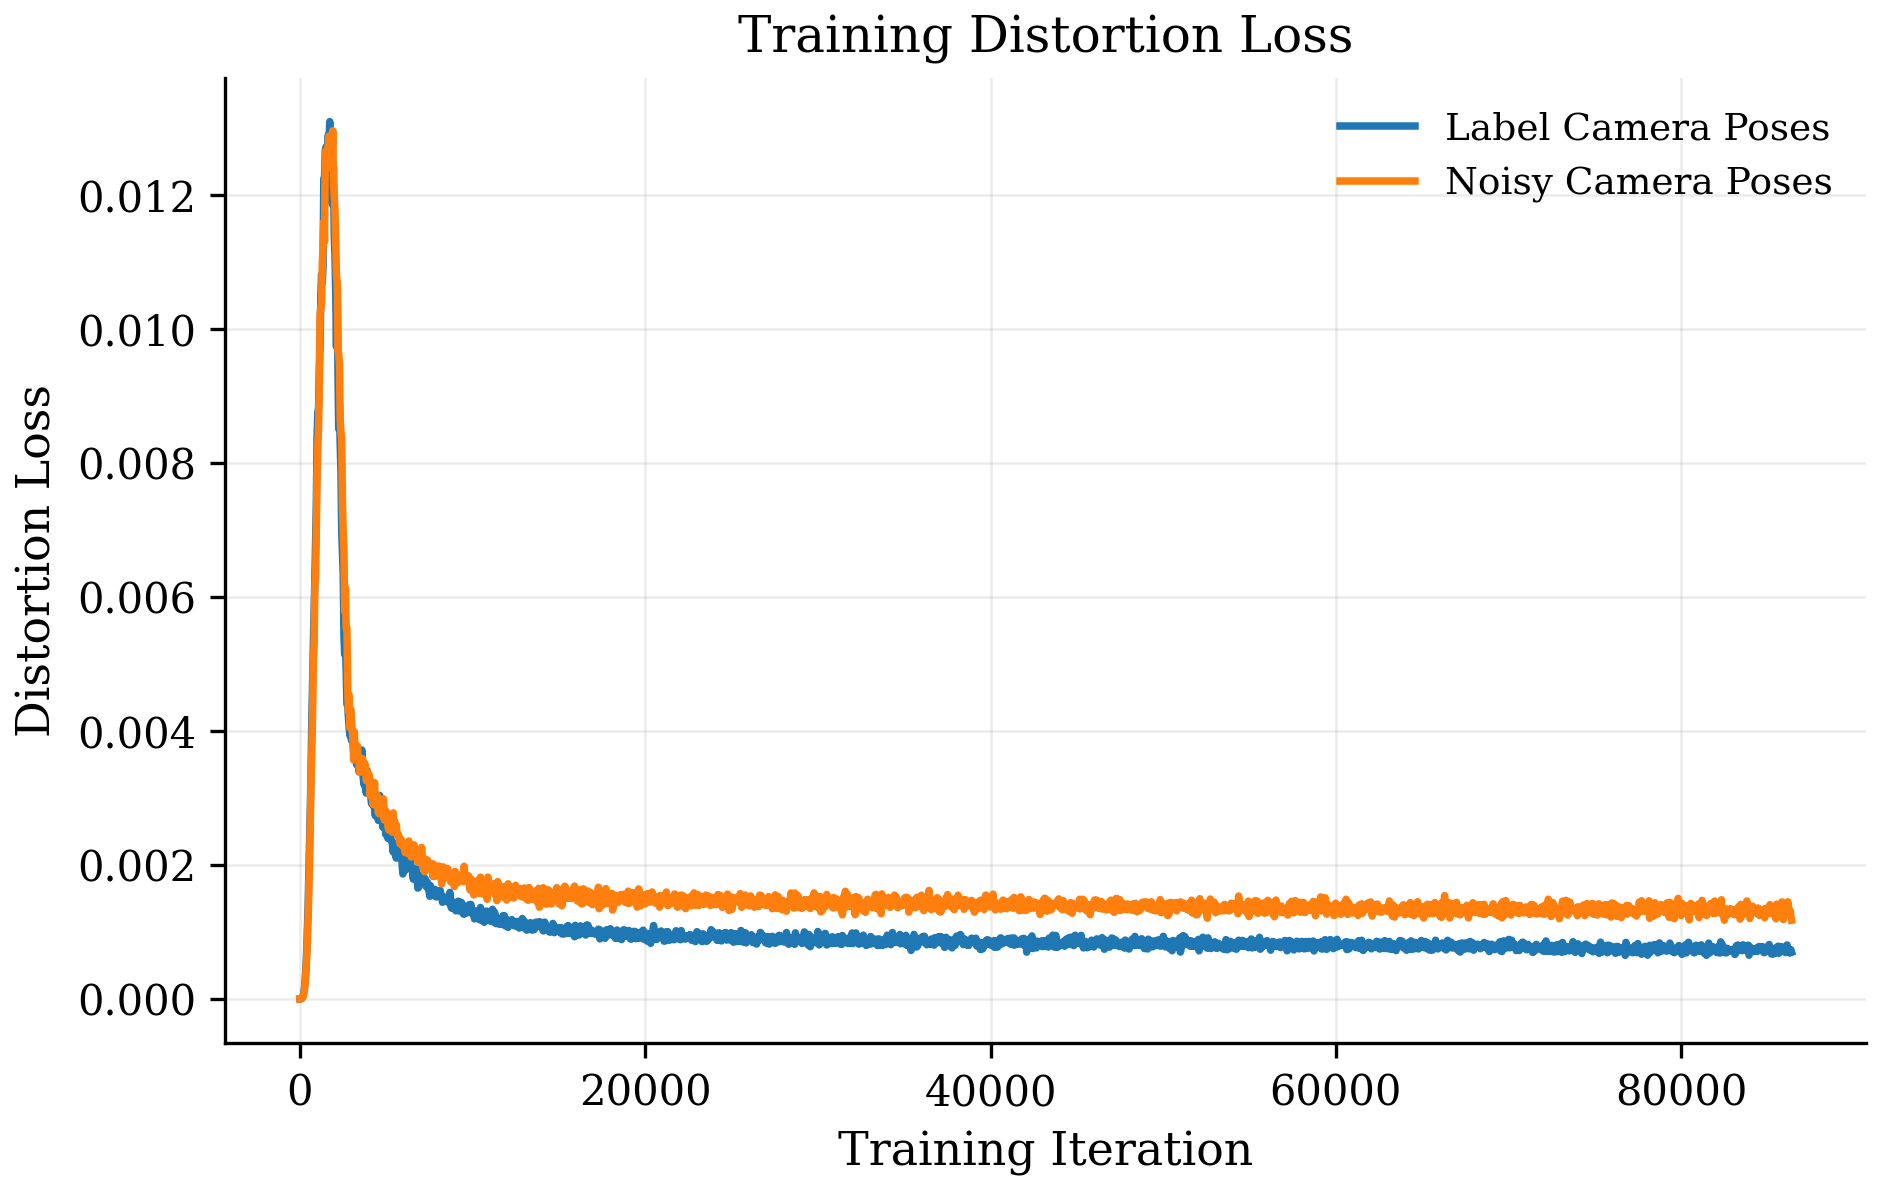 Training Distortion Loss
Label Camera Poses
Noisy Camera Poses
Distortion Loss
0.012
0.010
0.008
0.006
0.004
0.002
0.000
0
20000
40000
60000
80000
Training Iteration